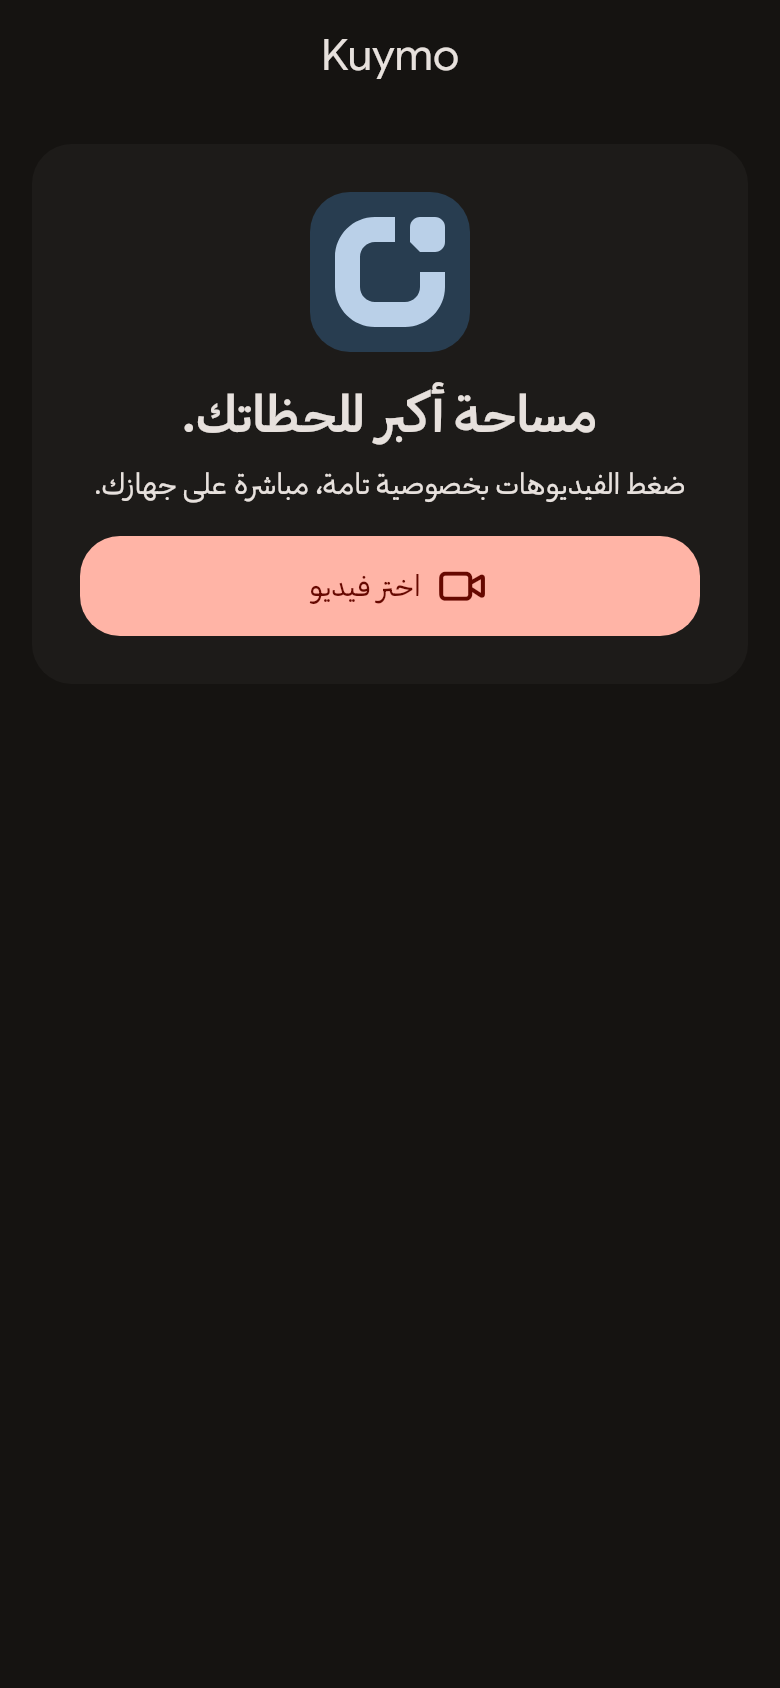 Kuymo
مساحة أكبر للحظاتك.
ضغط الفيديوهات بخصوصية تامة، مباشرة على جهازك.
اختر فيديو